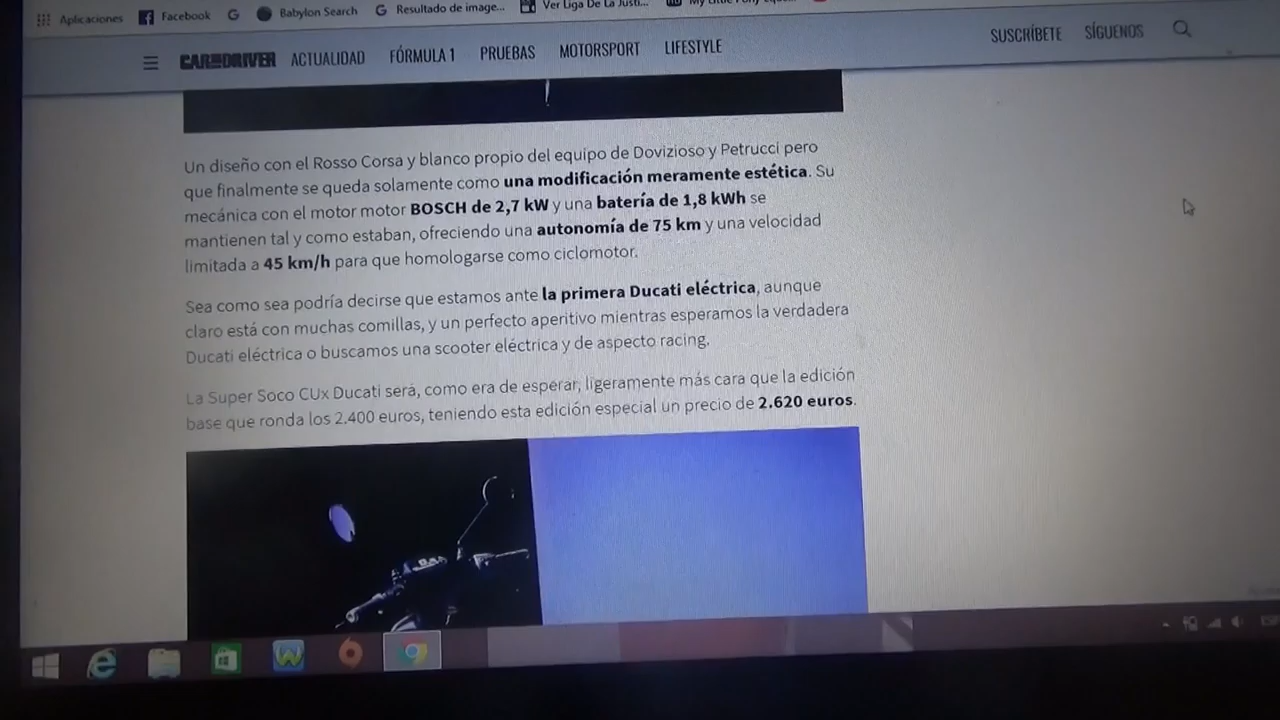 Aplicaciones Facebook Babylon Search Resultado de image... Ver Liga De La Justi...
CAR AND DRIVER ACTUALIDAD FÓRMULA 1 PRUEBAS MOTORSPORT LIFESTYLE SUSCRÍBETE SÍGUENOS
Un diseño con el Rosso Corsa y blanco propio del equipo de Dovizioso y Petrucci pero
que finalmente se queda solamente como una modificación meramente estética. Su
mecánica con el motor motor BOSCH de 2,7 kW y una batería de 1,8 kWh se
mantienen tal y como estaban, ofreciendo una autonomía de 75 km y una velocidad
limitada a 45 km/h para que homologarse como ciclomotor.
Sea como sea podría decirse que estamos ante la primera Ducati eléctrica, aunque
claro está con muchas comillas, y un perfecto aperitivo mientras esperamos la verdadera
Ducati eléctrica o buscamos una scooter eléctrica y de aspecto racing.
La Super Soco CUx Ducati será, como era de esperar, ligeramente más cara que la edición
base que ronda los 2.400 euros, teniendo esta edición especial un precio de 2.620 euros.